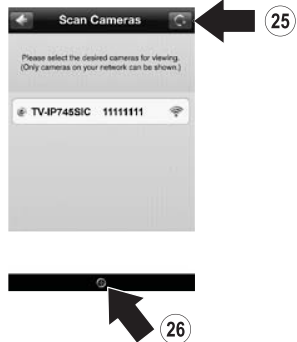 Scan Cameras
25
Please select the desired cameras for viewing.
(Only cameras on your network can be shown.)
TV-IP745SIC 11111111
26